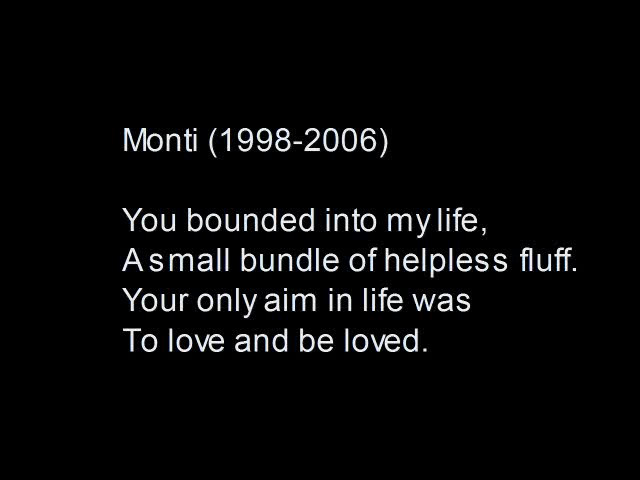 Monti (1998-2006)
You bounded into my life,
A small bundle of helpless fluff.
Your only aim in life was
To love and be loved.